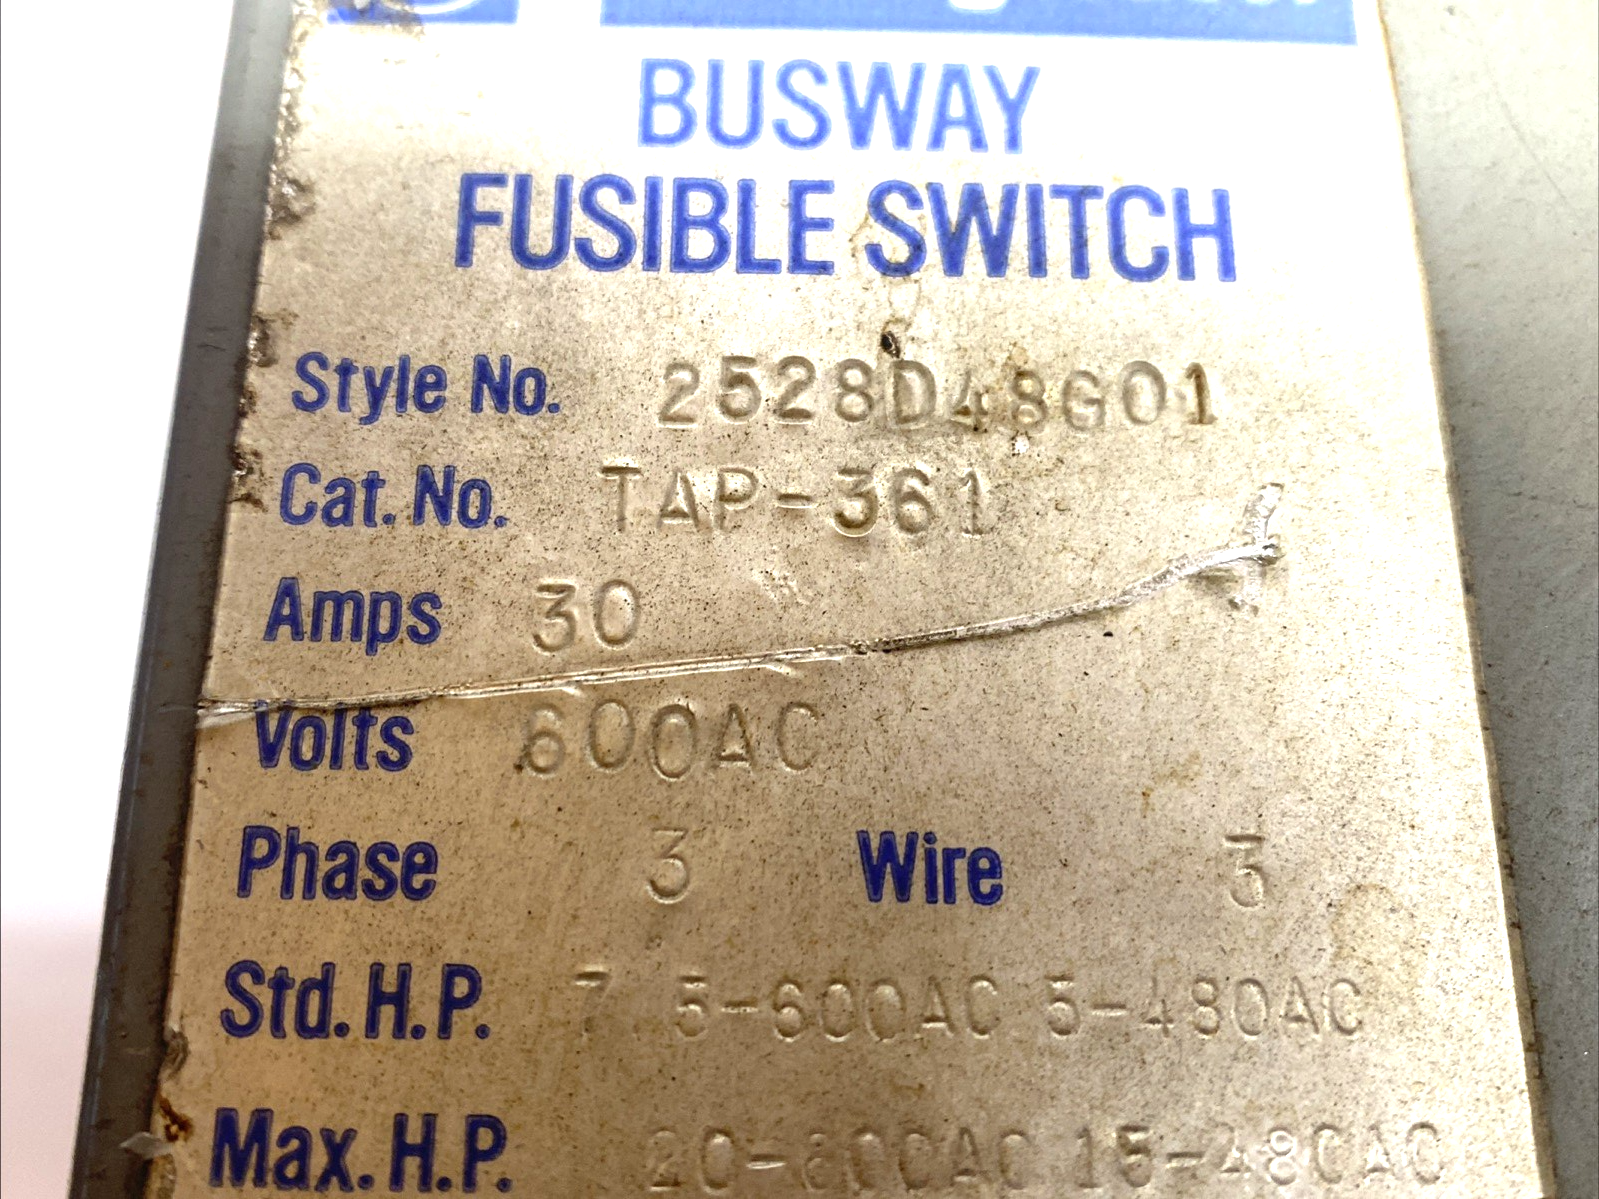 BUSWAY
FUSIBLE SWITCH
Style No. 2528D48G01
Cat. No. TAP-361
Amps 30
Volts 600AC
Phase 3 Wire 3
Std. H.P. 7.5-600AC 5-480AC
Max. H.P. 20-600AC 15-480AC